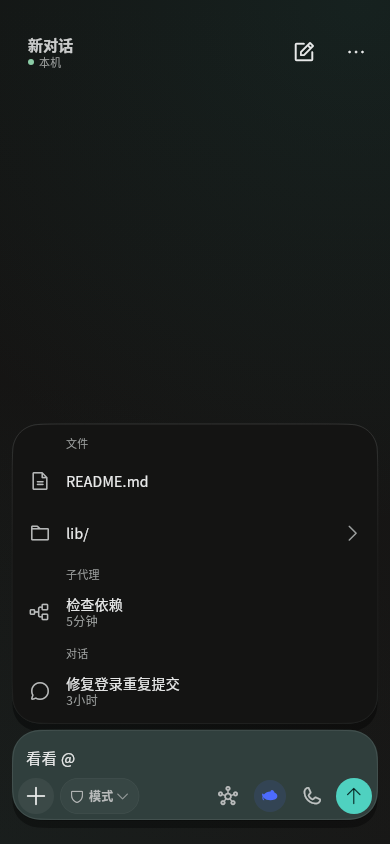 新对话
本机
文件
README.md
lib/
子代理
检查依赖
5分钟
对话
修复登录重复提交
3小时
看看 @
模式